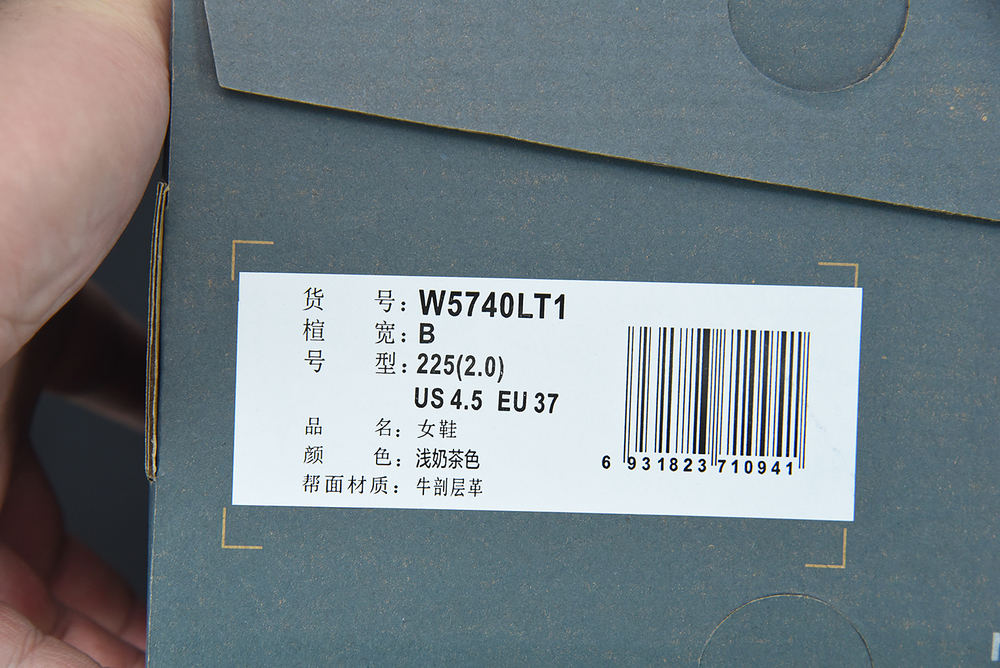 货 号: W5740LT1
楦 宽: B
号 型: 225(2.0)
US 4.5 EU 37
品 名: 女鞋
颜 色: 浅奶茶色
帮面材质: 牛剖层革
6 931823 710941